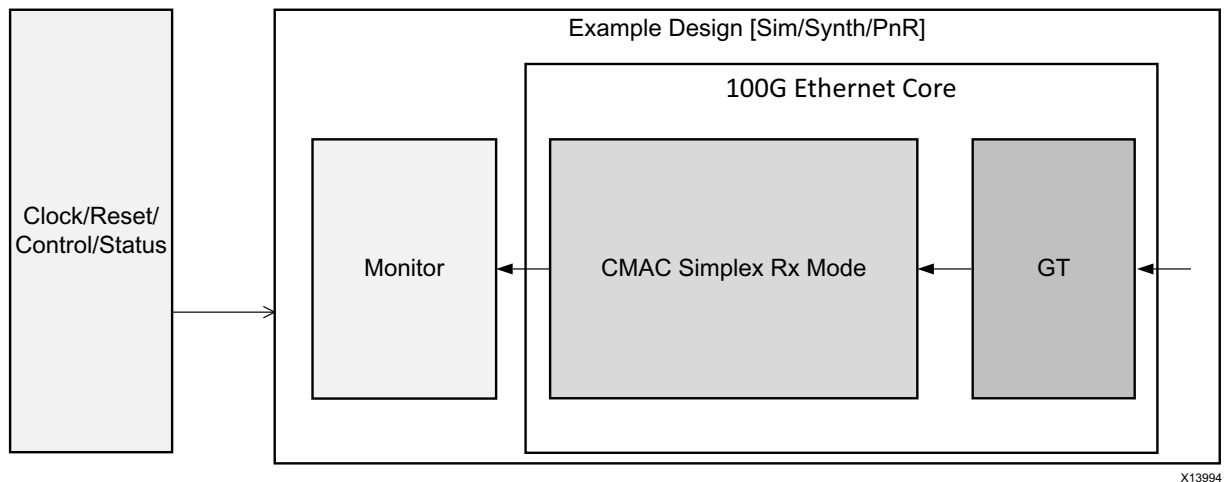 Example Design [Sim/Synth/PnR]
100G Ethernet Core
Clock/Reset/
Control/Status
Monitor
CMAC Simplex Rx Mode
GT
X13994